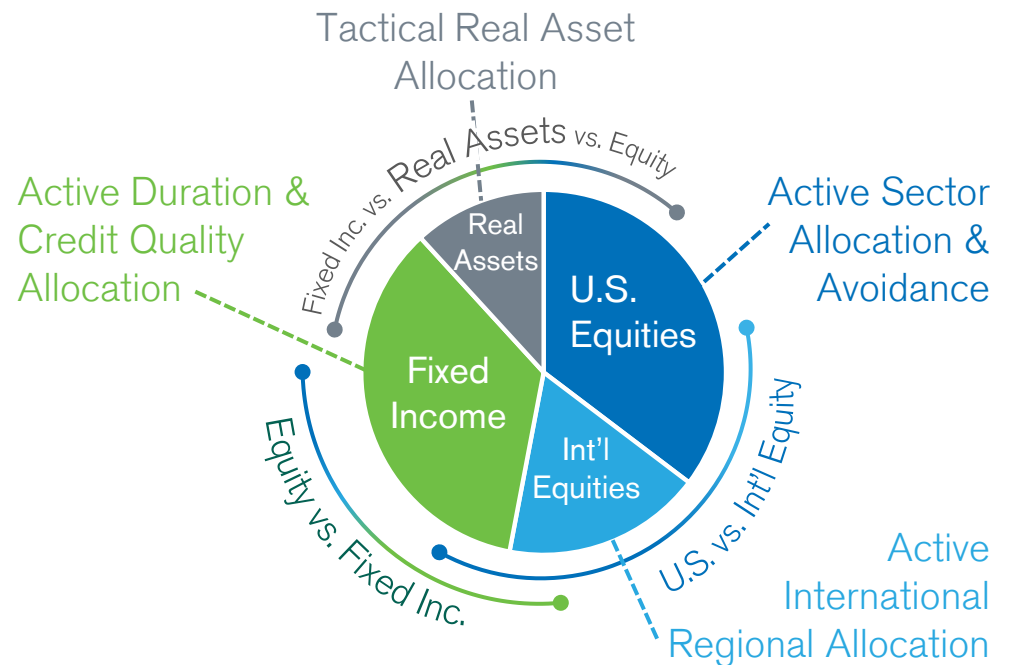 Tactical Real Asset
Allocation
Fixed Inc. vs. Real Assets vs. Equity
Active Duration &
Credit Quality
Allocation
Active Sector
Allocation &
Avoidance
Real
Assets
U.S.
Equities
Fixed
Income
Int'l
Equities
Equity vs. Fixed Inc.
U.S. vs. Int'l Equity
Active
International
Regional Allocation